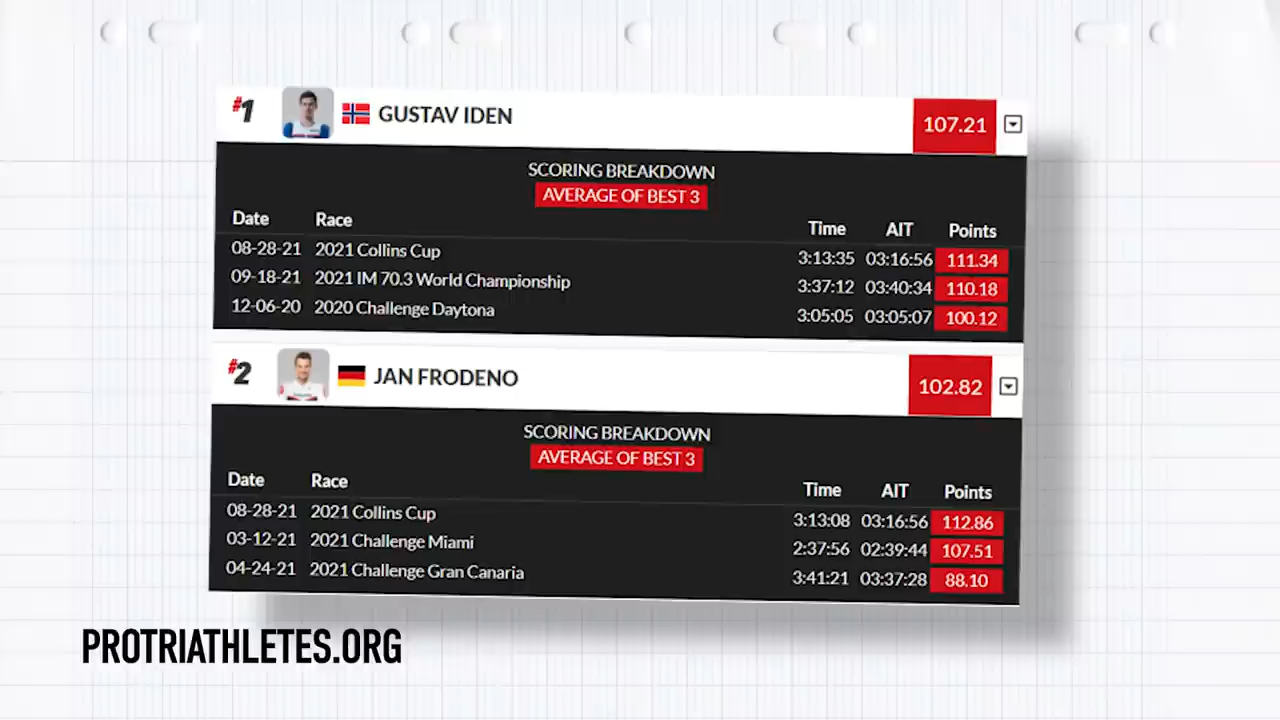 #1 GUSTAV IDEN 107.21
SCORING BREAKDOWN
AVERAGE OF BEST 3
Date Race Time AIT Points
08-28-21 2021 Collins Cup 3:13:35 03:16:56 111.34
09-18-21 2021 IM 70.3 World Championship 3:37:12 03:40:34 110.18
12-06-20 2020 Challenge Daytona 3:05:05 03:05:07 100.12
#2 JAN FRODENO 102.82
SCORING BREAKDOWN
AVERAGE OF BEST 3
Date Race Time AIT Points
08-28-21 2021 Collins Cup 3:13:08 03:16:56 112.86
03-12-21 2021 Challenge Miami 2:37:56 02:39:44 107.51
04-24-21 2021 Challenge Gran Canaria 3:41:21 03:37:28 88.10
PROTRIATHLETES.ORG